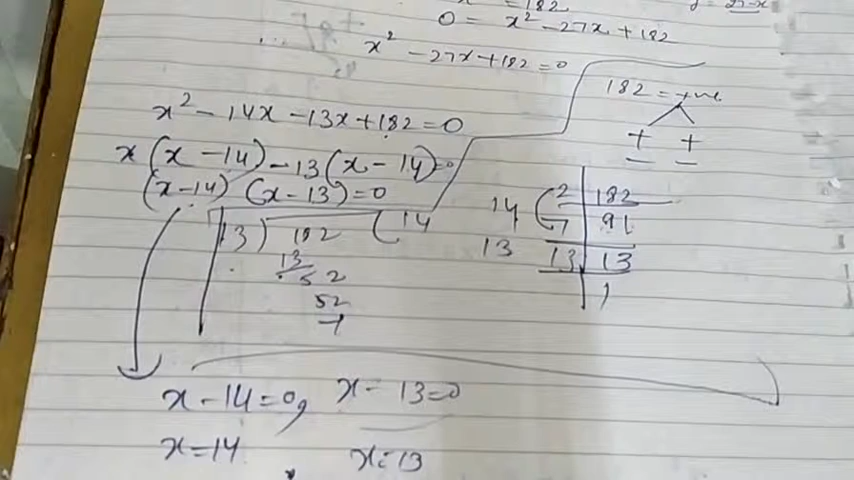 = 182
0 = x² - 27x + 182
x² - 27x + 182 = 0
182 = +ve
+ +
x² - 14x - 13x + 182 = 0
x (x - 14) - 13 (x - 14) = 0
(x - 14) (x - 13) = 0
14 2 | 182
7 | 91
13 13 | 13
1
13 ) 182 ( 14
13
52
52
x - 14 = 0, x - 13 = 0
x = 14 x = 13